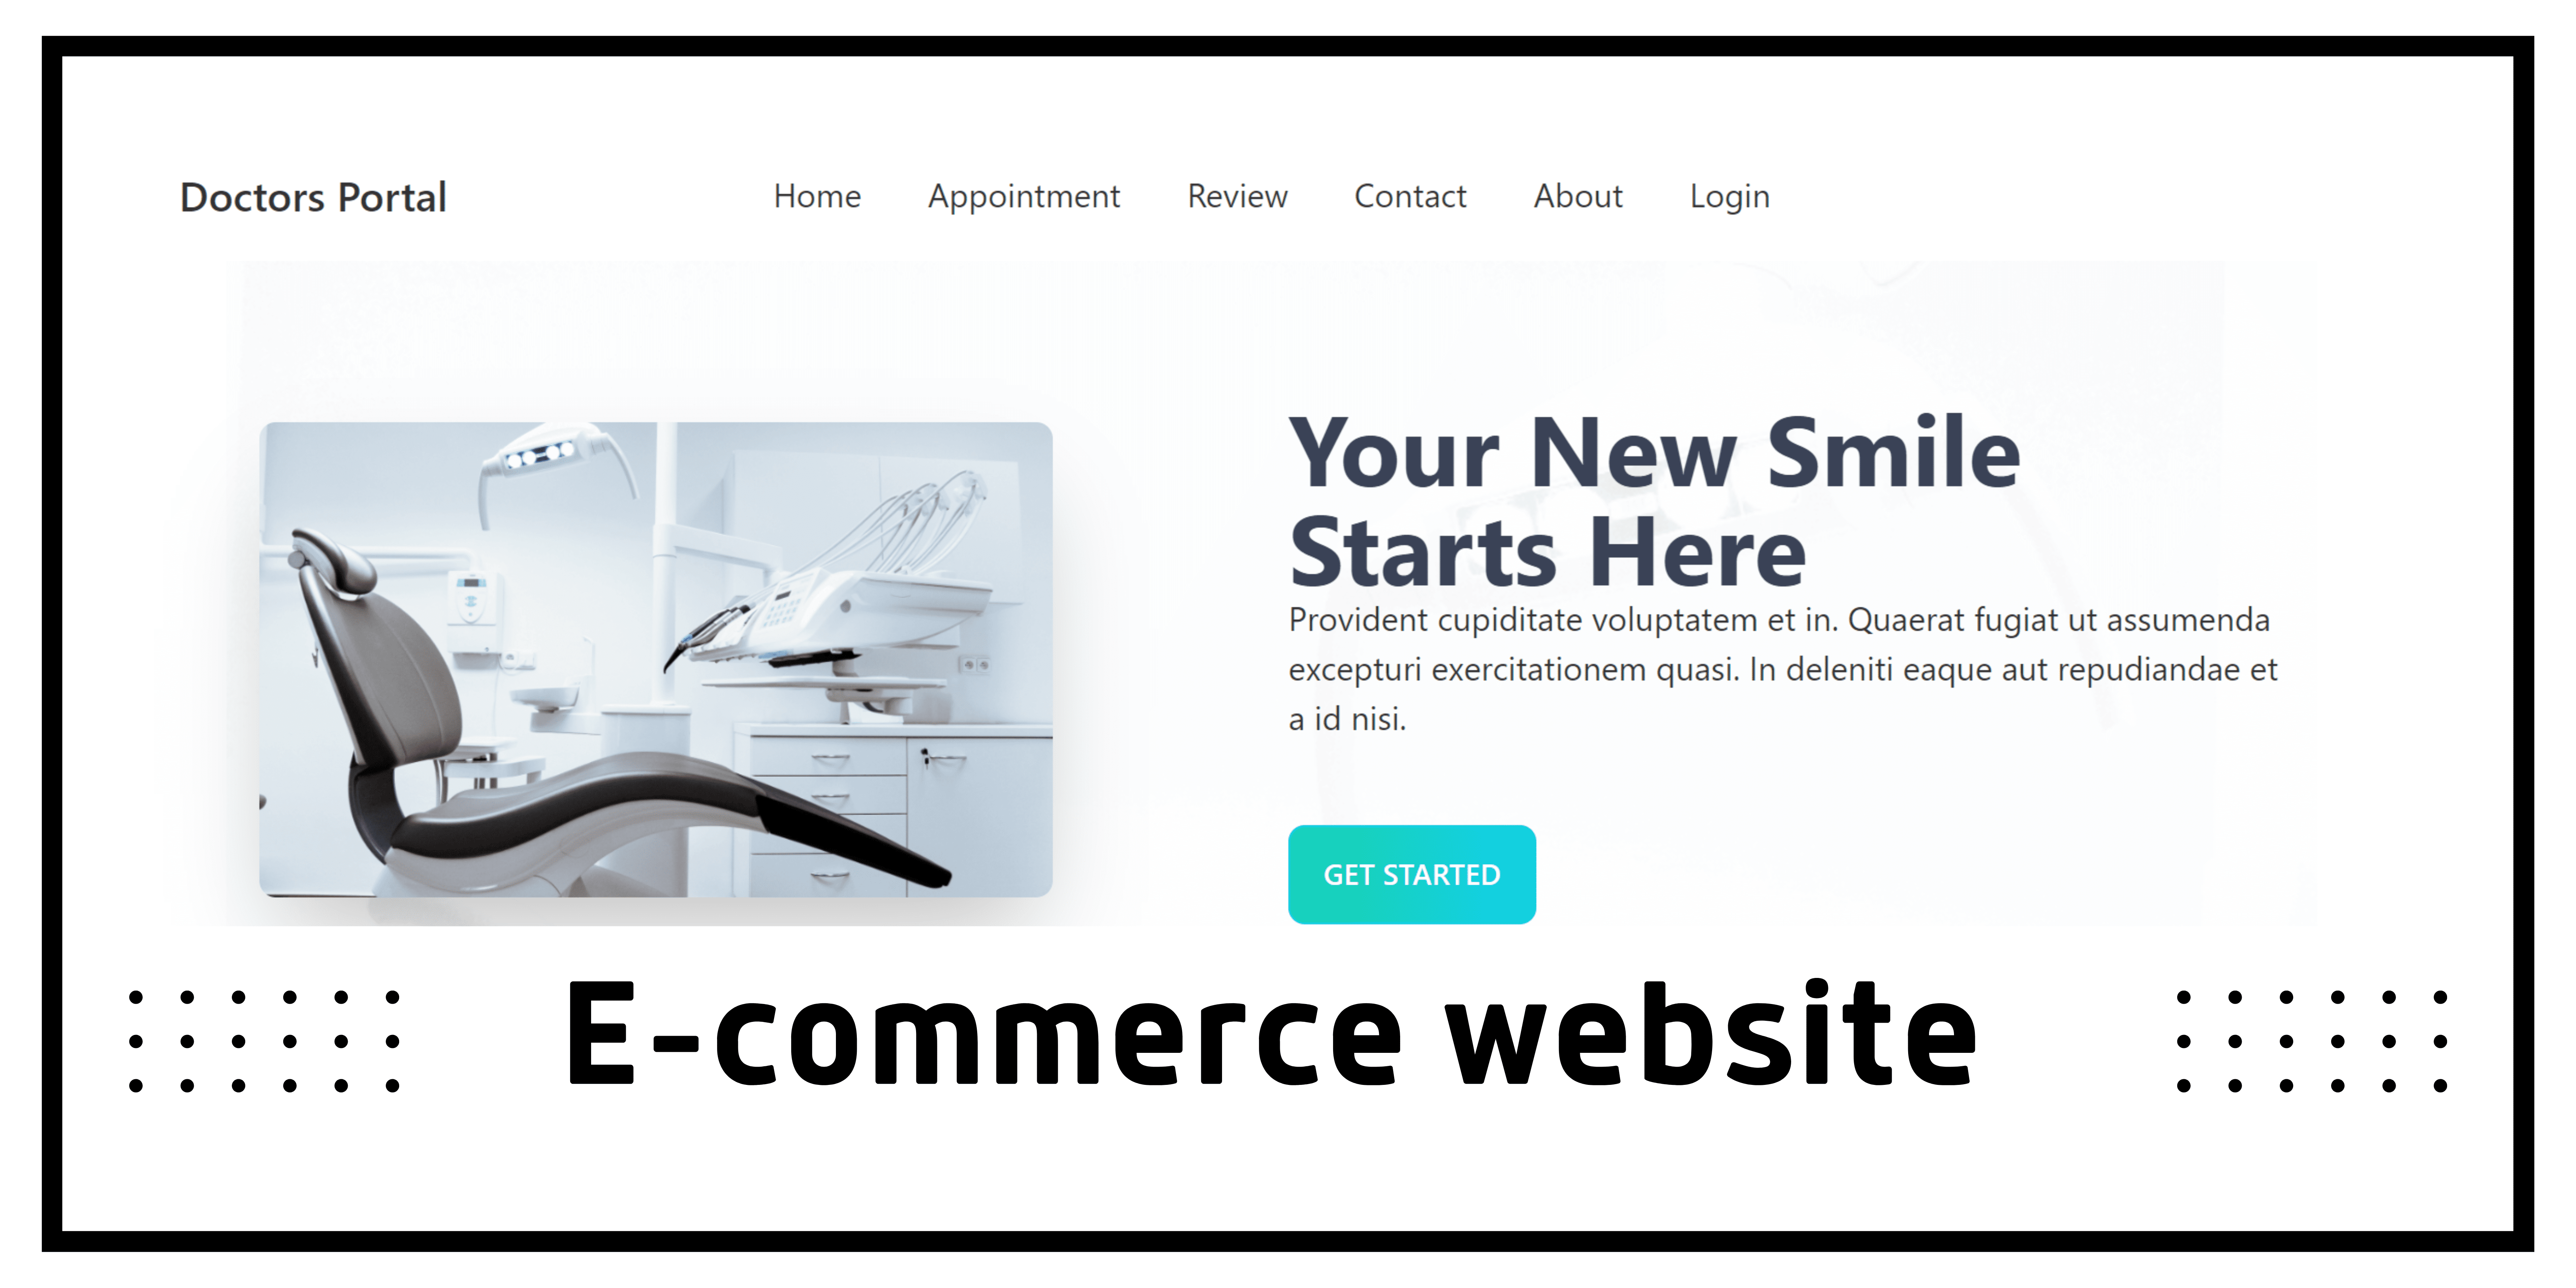 Doctors Portal
Home Appointment Review Contact About Login
Your New Smile
Starts Here
Provident cupiditate voluptatem et in. Quaerat fugiat ut assumenda
excepturi exercitationem quasi. In deleniti eaque aut repudiandae et
a id nisi.
GET STARTED
E-commerce website